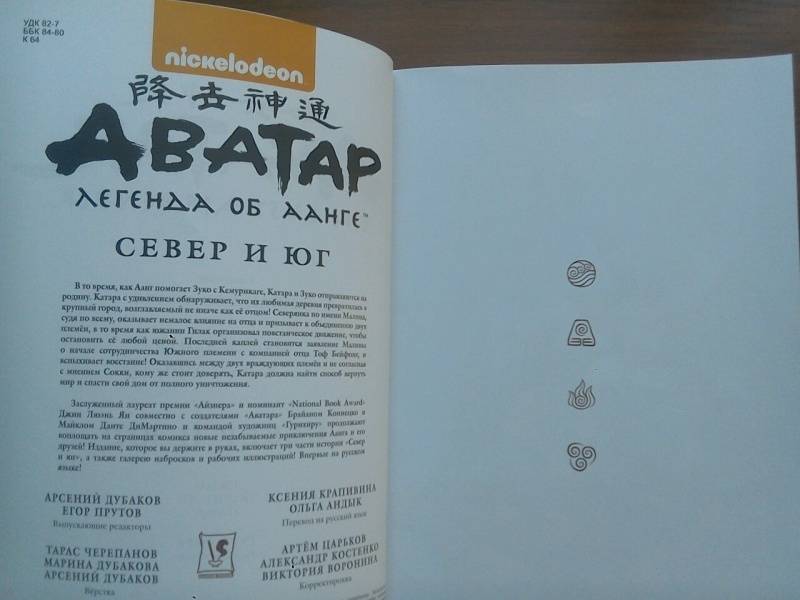 УДК 82-7
ББК 84-80
К 64
nickelodeon
降世神通
АВАТАР
ЛЕГЕНДА ОБ ААНГЕ™
СЕВЕР И ЮГ
В то время, как Аанг помогает Зуко с Кемурикаге, Катара и Зуко отправляются на
родину. Катара с удивлением обнаруживает, что их любимая деревня превратилась в
крупный город, возглавляемый не иначе как её отцом! Северянка по имени Малина,
судя по всему, оказывает немалое влияние на отца и призывает к объединению двух
племён, в то время как южанин Гилак организовал повстанческое движение, чтобы
остановить её любой ценой. Последней каплей становится заявление Малины
о начале сотрудничества Южного племени с компанией отца Тоф Бейфонг, и
вспыхивает восстание! Оказавшись между двух враждующих племён и не согласная
с мнением Сокки, кому же стоит доверять, Катара должна найти способ вернуть
мир и спасти свой дом от полного уничтожения.
Заслуженный лауреат премии «Айзнера» и номинант «National Book Award»
Джин Люэнь Ян совместно с создателями «Аватара» Брайаном Конецко и
Майклом Данте ДиМартино и командой художниц «Гурихиру» продолжают
воплощать на страницах комикса новые незабываемые приключения Аанга и его
друзей! Издание, которое вы держите в руках, включает три части истории «Север
и юг», а также галерею набросков и рабочих иллюстраций! Впервые на русском
языке!
АРСЕНИЙ ДУБАКОВ
ЕГОР ПРУТОВ
Выпускающие редакторы
КСЕНИЯ КРАПИВИНА
ОЛЬГА АНДЫК
Перевод на русский язык
ТАРАС ЧЕРЕПАНОВ
МАРИНА ДУБАКОВА
АРСЕНИЙ ДУБАКОВ
Вёрстка
АРТЁМ ЦАРЬКОВ
АЛЕКСАНДР КОСТЕНКО
ВИКТОРИЯ ВОРОНИНА
Корректировка